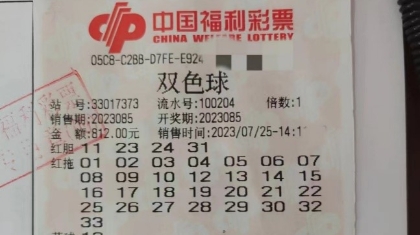 中国福利彩票
CHINA WELFARE LOTTERY
05C8-C2BB-D7FE-E924
双色球
站 号:33017373 流水号:100204 倍数:1
销售期:2023085 开奖期:2023085
金 额:812.00元 销售时间:2023/07/25-14:1
红胆 11 23 24 31
红拖 01 02 03 04 05 06 07
08 09 10 12 13 14 15
16 17 18 19 20 21 22
25 26 27 28 29 30 32
33